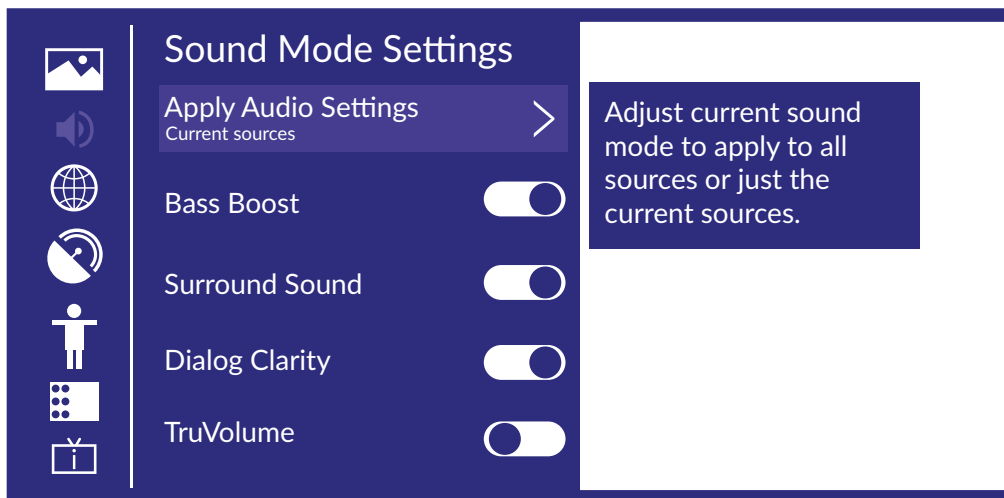 Sound Mode Settings
Apply Audio Settings
Current sources
Bass Boost
Surround Sound
Dialog Clarity
TruVolume
Adjust current sound
mode to apply to all
sources or just the
current sources.
i